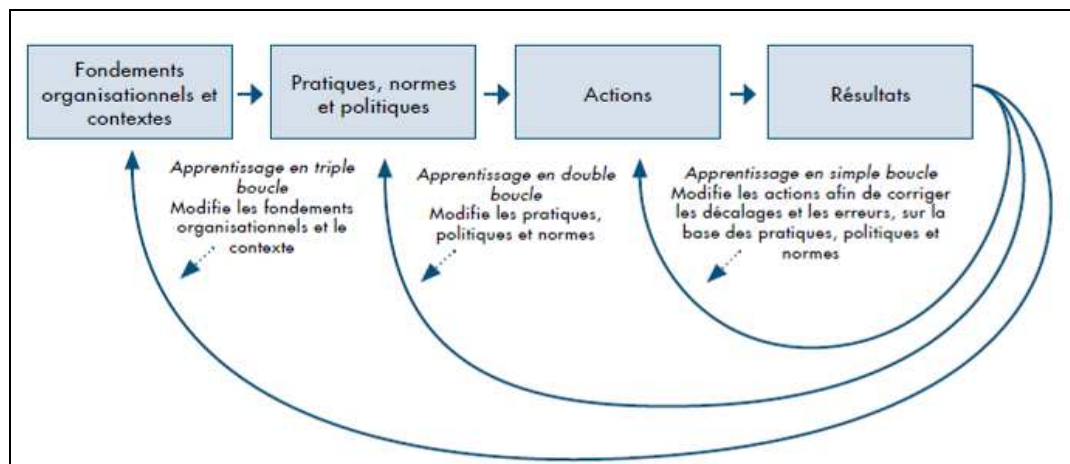 Fondements
organisationnels et
contextes
Pratiques, normes
et politiques
Actions
Résultats
Apprentissage en triple
boucle
Modifie les fondements
organisationnels et le
contexte
Apprentissage en double
boucle
Modifie les pratiques,
politiques et normes
Apprentissage en simple boucle
Modifie les actions afin de corriger
les décalages et les erreurs, sur la
base des pratiques, politiques et
normes